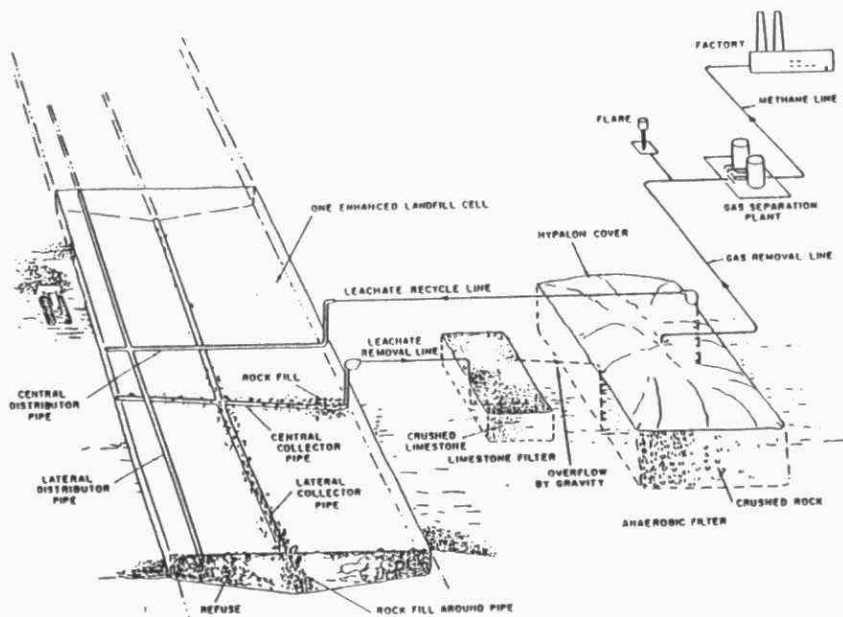 FACTORY
METHANE LINE
FLARE
GAS SEPARATION
PLANT
ONE ENHANCED LANDFILL CELL
HYPALON COVER
GAS REMOVAL LINE
LEACHATE RECYCLE LINE
LEACHATE
REMOVAL LINE
ROCK FILL
CENTRAL
DISTRIBUTOR
PIPE
CENTRAL
COLLECTOR
PIPE
CRUSHED
LIMESTONE
LIMESTONE FILTER
OVERFLOW
BY GRAVITY
LATERAL
DISTRIBUTOR
PIPE
LATERAL
COLLECTOR
PIPE
CRUSHED ROCK
ANAEROBIC FILTER
REFUSE
ROCK FILL AROUND PIPE